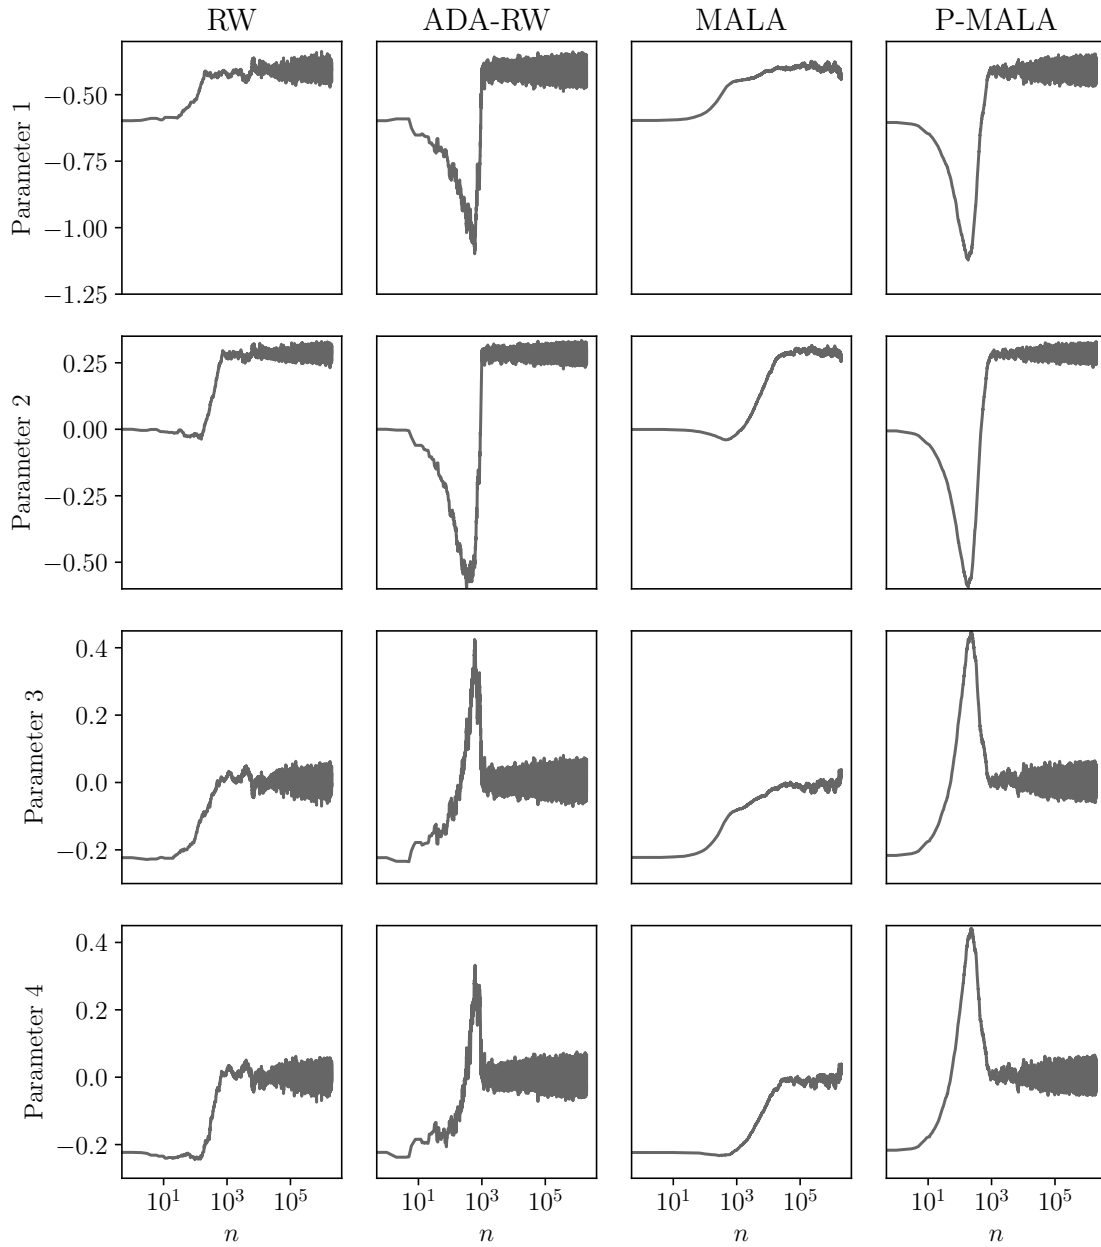 RW ADA-RW MALA P-MALA
Parameter 1
−0.50
−0.75
−1.00
−1.25
Parameter 2
0.25
0.00
−0.25
−0.50
Parameter 3
0.4
0.2
0.0
−0.2
Parameter 4
0.4
0.2
0.0
−0.2
10¹ 10³ 10⁵ 10¹ 10³ 10⁵ 10¹ 10³ 10⁵ 10¹ 10³ 10⁵
n n n n